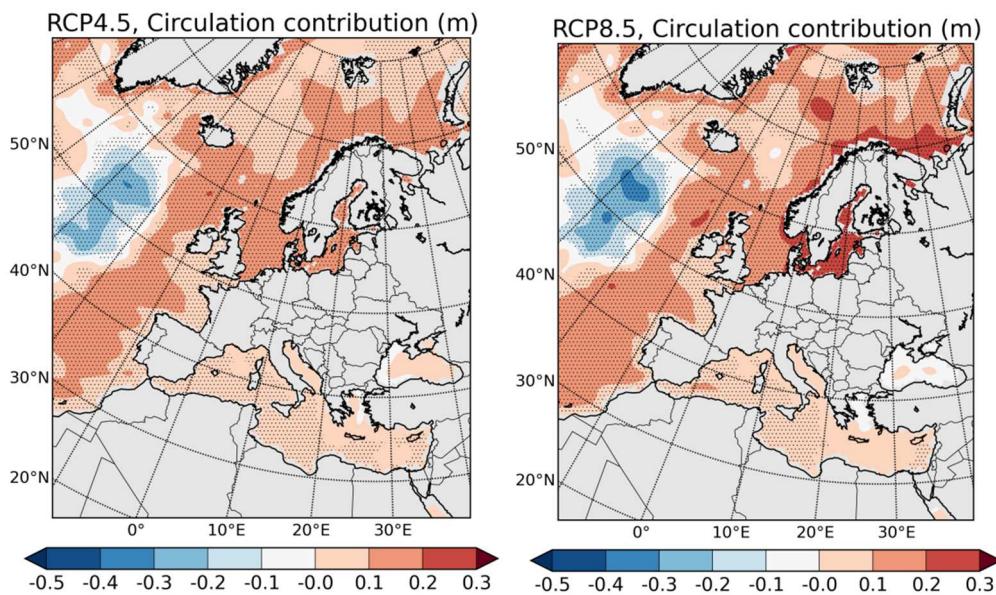 RCP4.5, Circulation contribution (m)
50°N
40°N
30°N
20°N
0° 10°E 20°E 30°E
-0.5 -0.4 -0.3 -0.2 -0.1 -0.0 0.1 0.2 0.3
RCP8.5, Circulation contribution (m)
50°N
40°N
30°N
20°N
0° 10°E 20°E 30°E
-0.5 -0.4 -0.3 -0.2 -0.1 -0.0 0.1 0.2 0.3